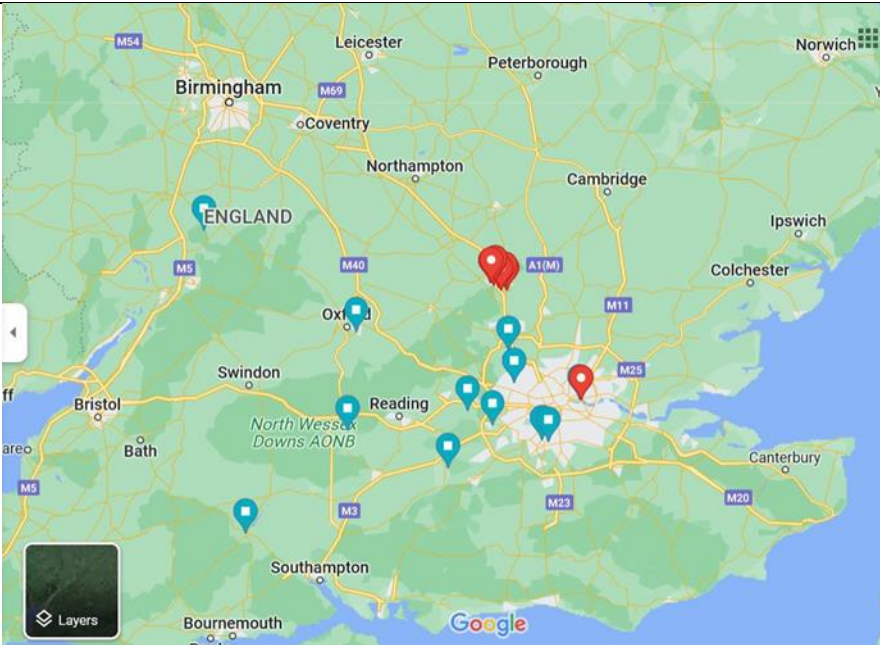 M54
Leicester
Norwich
Peterborough
Birmingham
M69
Coventry
Northampton
Cambridge
ENGLAND
Ipswich
M5
M40
A1(M)
Colchester
M11
Swindon
M25
Bristol
Reading
North Wessex
Downs AONB
Bath
Canterbury
M5
M20
M3
M23
Southampton
Layers
Bournemouth
Google